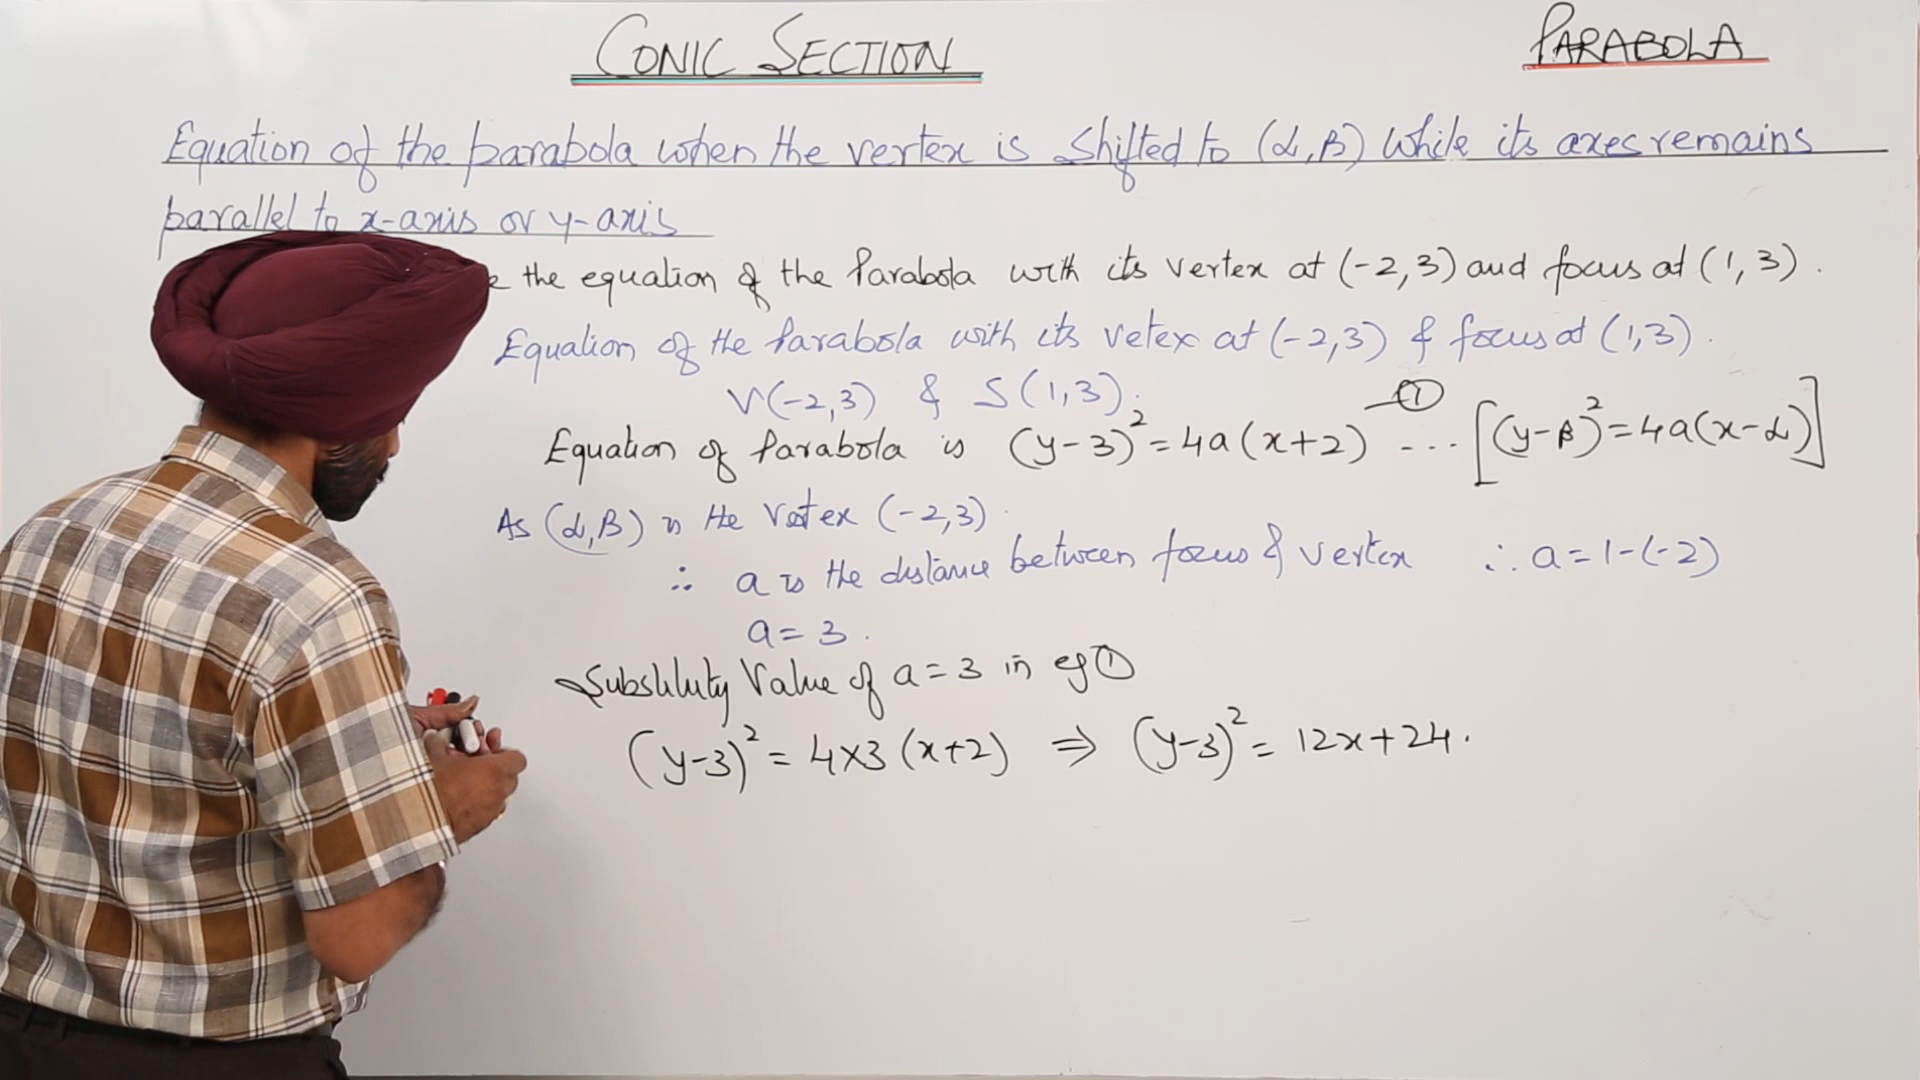 CONIC SECTION
PARABOLA
Equation of the parabola when the vertex is Shifted to (α,β) While its axes remains
parallel to x-axis or y-axis
the equation of the Parabola with its vertex at (-2,3) and focus at (1,3).
Equation of the Parabola with its vetex at (-2,3) & focus at (1,3).
V(-2,3) & S(1,3).
Equation of Parabola is (y-3)²=4a(x+2) —① ... [(y-β)²=4a(x-α)]
As (α,β) is the Vertex (-2,3).
∴ a is the distance between focus & vertex ∴ a=1-(-2)
a=3.
Value of a=3 in eq ①
(y-3)²=4×3(x+2) ⇒ (y-3)²=12x+24.